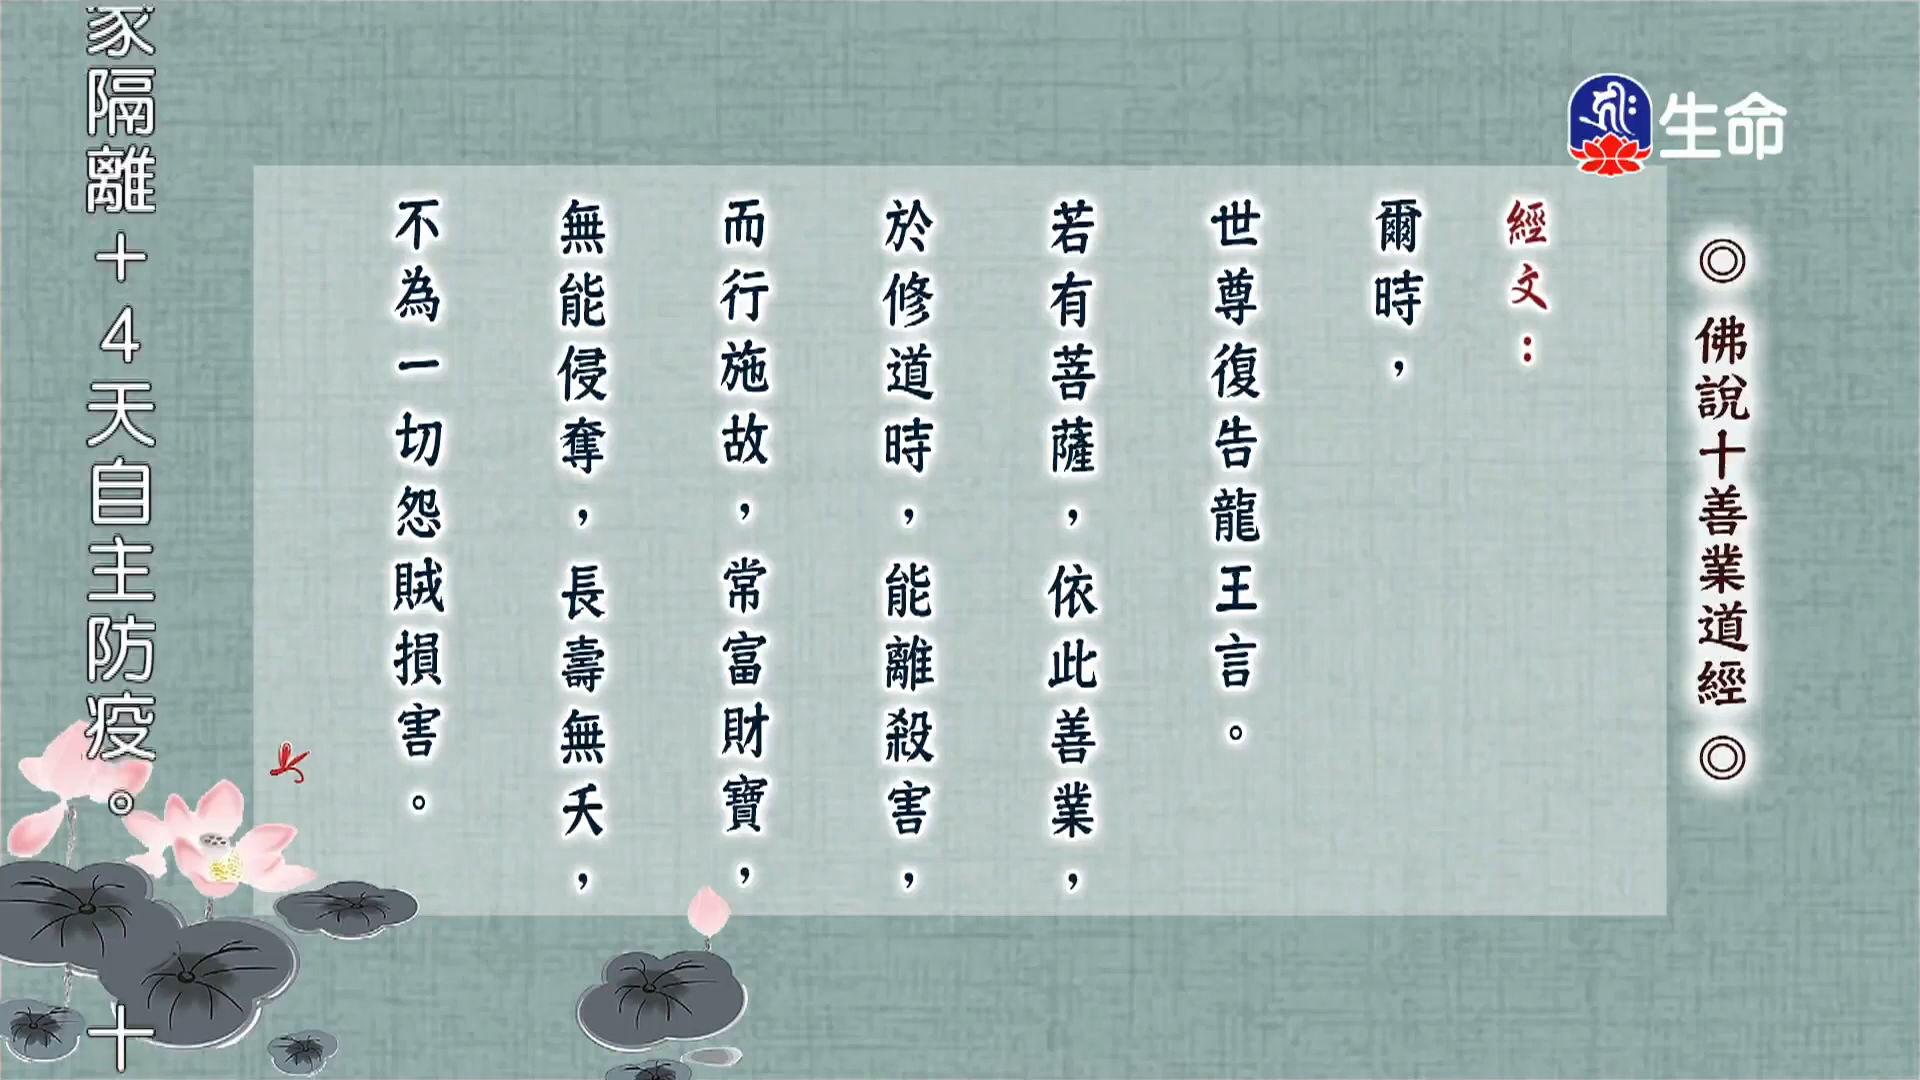 生命
◎ 佛說十善業道經 ◎
經文：
爾時，
世尊復告龍王言。
若有菩薩，依此善業，
於修道時，能離殺害，
而行施故，常富財寶，
無能侵奪，長壽無夭，
不為一切怨賊損害。
家隔離＋4天自主防疫。